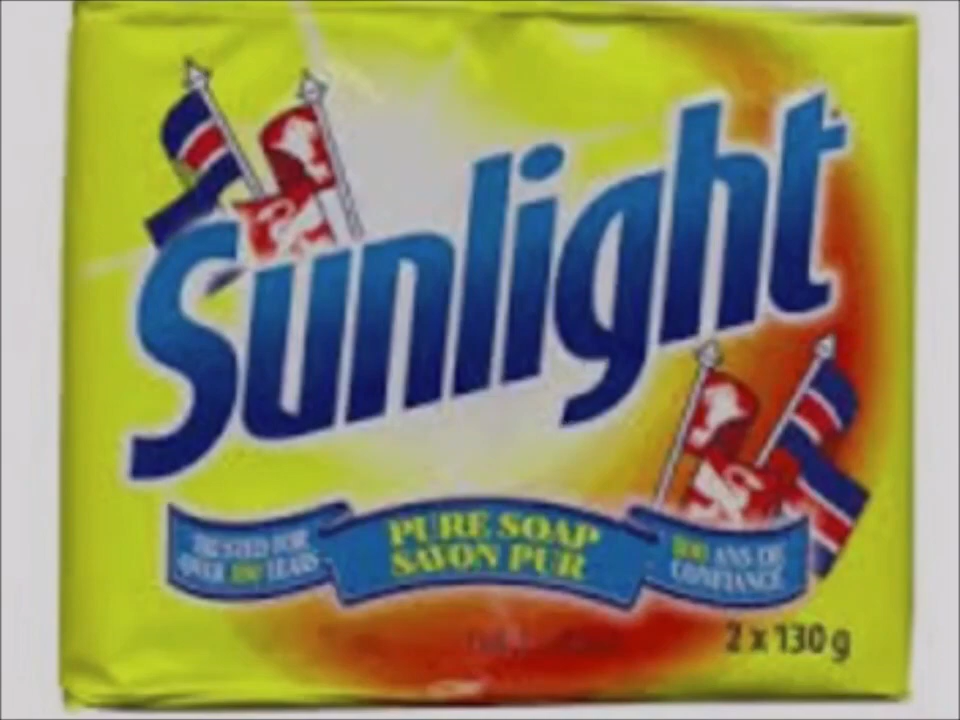 Sunlight
PURE SOAP
SAVON PUR
TRUSTED FOR
OVER 100 YEARS
100 ANS DE
CONFIANCE
2 x 130 g